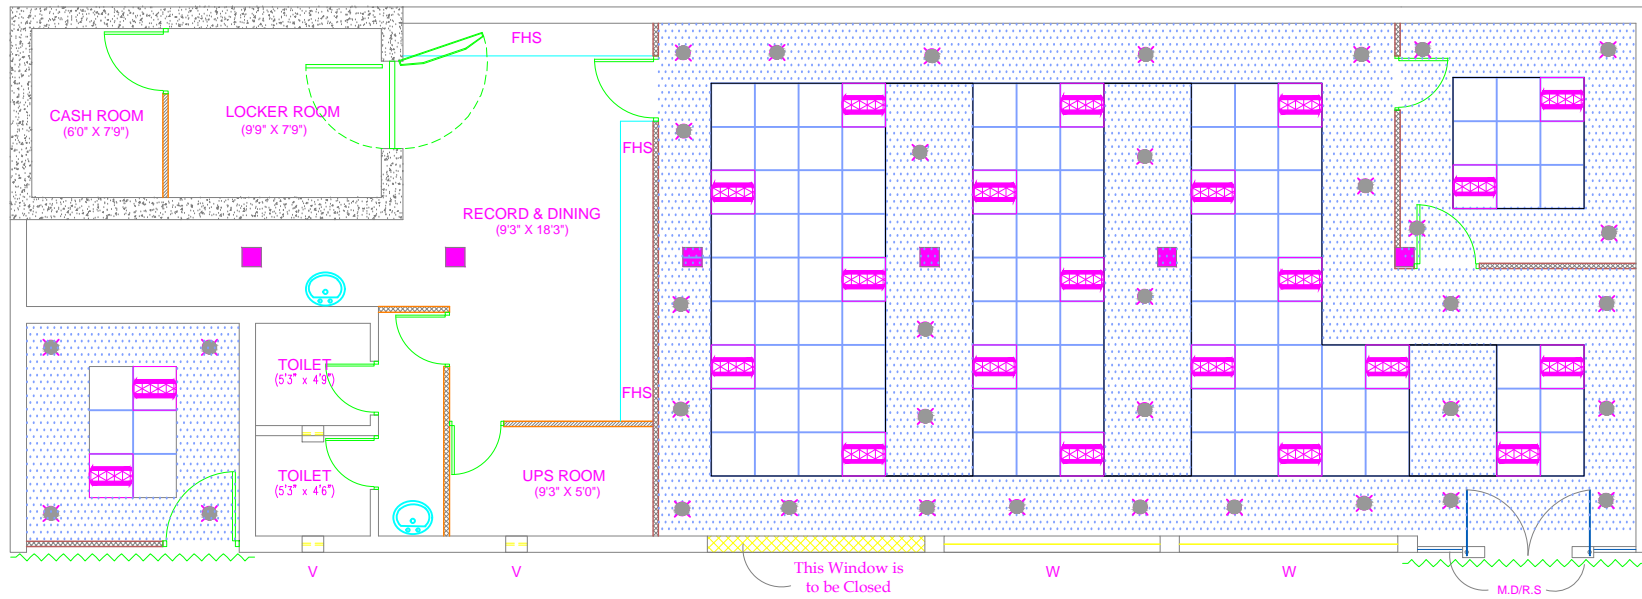 FHS
CASH ROOM
(6'0" X 7'9")
LOCKER ROOM
(9'9" X 7'9")
FHS
RECORD & DINING
(9'3" X 18'3")
TOILET
(5'3" x 4'9")
FHS
TOILET
(5'3" x 4'6")
UPS ROOM
(9'3" X 5'0")
V
V
This Window is
to be Closed
W
W
M.D/R.S